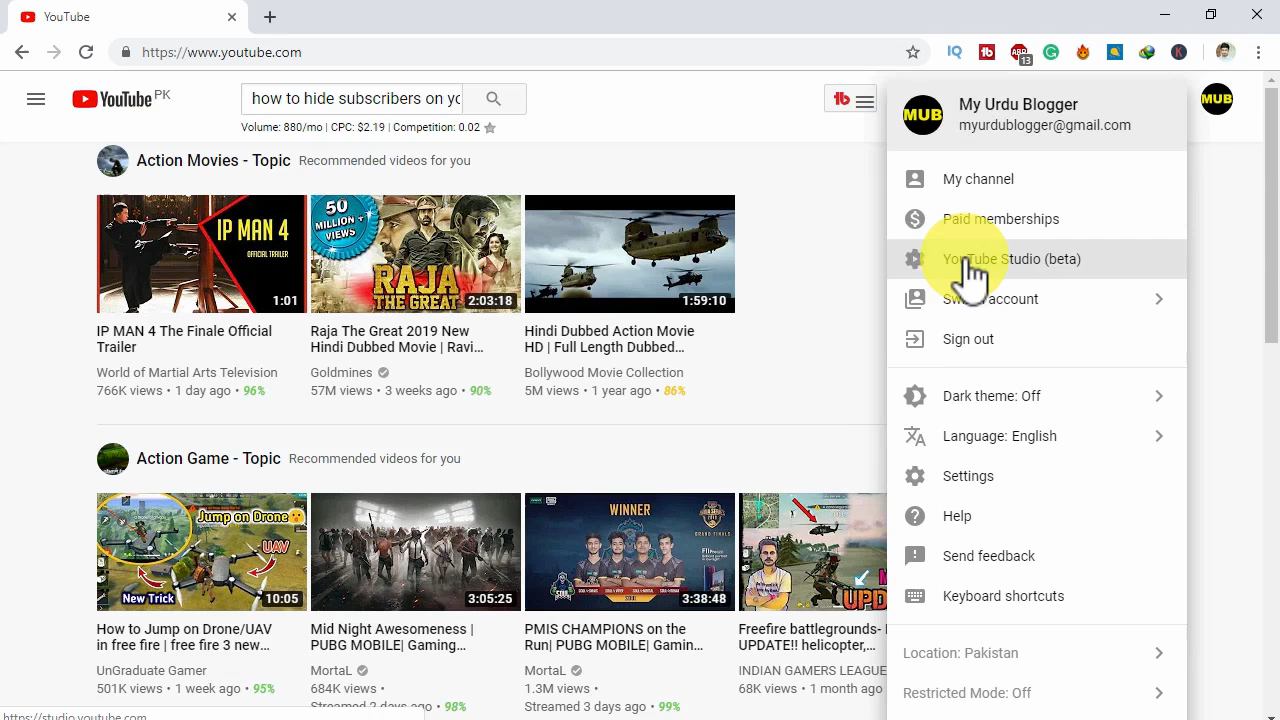 YouTube
https://www.youtube.com
13
YouTube PK
how to hide subscribers on yo
Volume: 880/mo | CPC: $2.19 | Competition: 0.02
MUB
My Urdu Blogger
myurdublogger@gmail.com
MUB
My channel
Paid memberships
YouTube Studio (beta)
Sign out
Dark theme: Off
Language: English
Settings
Help
Send feedback
Keyboard shortcuts
Location: Pakistan
Restricted Mode: Off
Action Movies - Topic Recommended videos for you
IP MAN 4
OFFICIAL TRAILER
1:01
50
MILLION +
VIEWS
RAJA
THE GREAT
2:03:18
1:59:10
IP MAN 4 The Finale Official
Trailer
World of Martial Arts Television
766K views • 1 day ago • 96%
Raja The Great 2019 New
Hindi Dubbed Movie | Ravi...
Goldmines
57M views • 3 weeks ago • 90%
Hindi Dubbed Action Movie
HD | Full Length Dubbed...
Bollywood Movie Collection
5M views • 1 year ago • 86%
Action Game - Topic Recommended videos for you
Jump on Drone
UAV
New Trick
10:05
3:05:25
WINNER
3:38:48
How to Jump on Drone/UAV
in free fire | free fire 3 new...
UnGraduate Gamer
501K views • 1 week ago • 95%
Mid Night Awesomeness |
PUBG MOBILE| Gaming...
MortaL
684K views •
Streamed 2 days ago • 98%
PMIS CHAMPIONS on the
Run| PUBG MOBILE| Gamin...
MortaL
1.3M views •
Streamed 3 days ago • 99%
Freefire battlegrounds-
UPDATE!! helicopter,...
INDIAN GAMERS LEAGUE
68K views • 1 month ago
https://studio.youtube.com